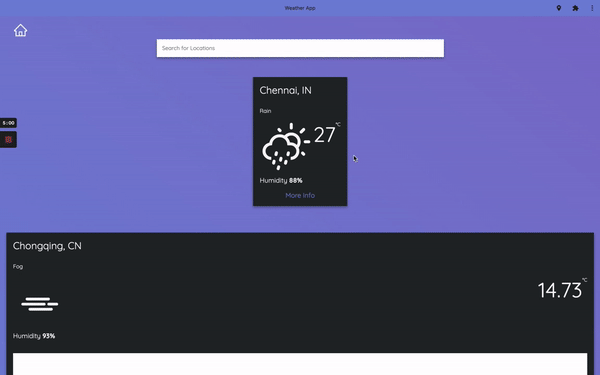 Weather App
Search for Locations
5:00
Chennai, IN
Rain
27 °C
Humidity 88%
More info
Chongqing, CN
Fog
14.73 °C
Humidity 93%